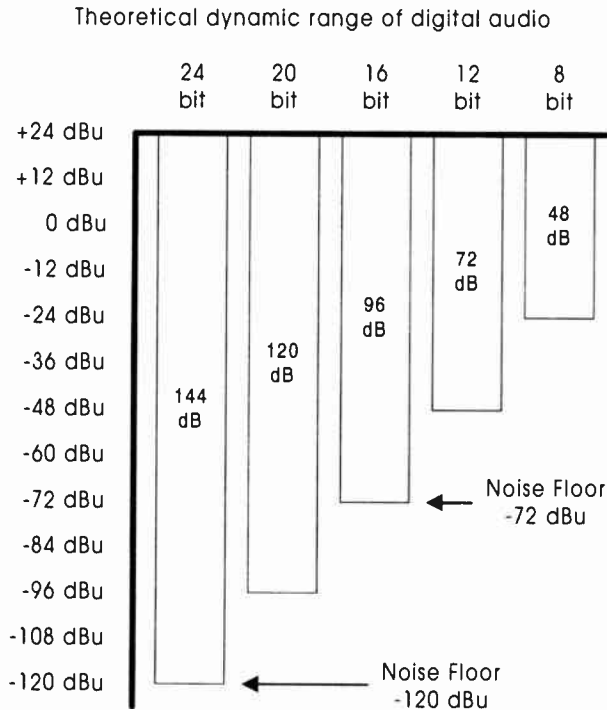 Theoretical dynamic range of digital audio
24 bit
20 bit
16 bit
12 bit
8 bit
+24 dBu
+12 dBu
0 dBu
-12 dBu
-24 dBu
-36 dBu
-48 dBu
-60 dBu
-72 dBu
-84 dBu
-96 dBu
-108 dBu
-120 dBu
144
dB
120
dB
96
dB
72
dB
48
dB
Noise Floor
-72 dBu
Noise Floor
-120 dBu